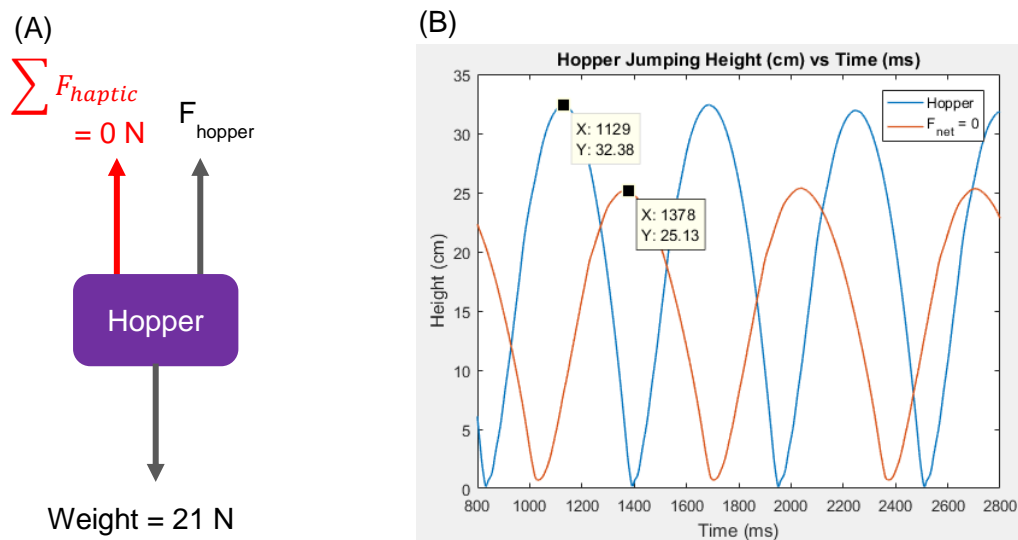 (A)
∑ F_haptic
= 0 N
F_hopper
Hopper
Weight = 21 N
(B)
Hopper Jumping Height (cm) vs Time (ms)
35
30
25
20
15
10
5
0
Height (cm)
Hopper
F_net = 0
X: 1129
Y: 32.38
X: 1378
Y: 25.13
800 1000 1200 1400 1600 1800 2000 2200 2400 2600 2800
Time (ms)